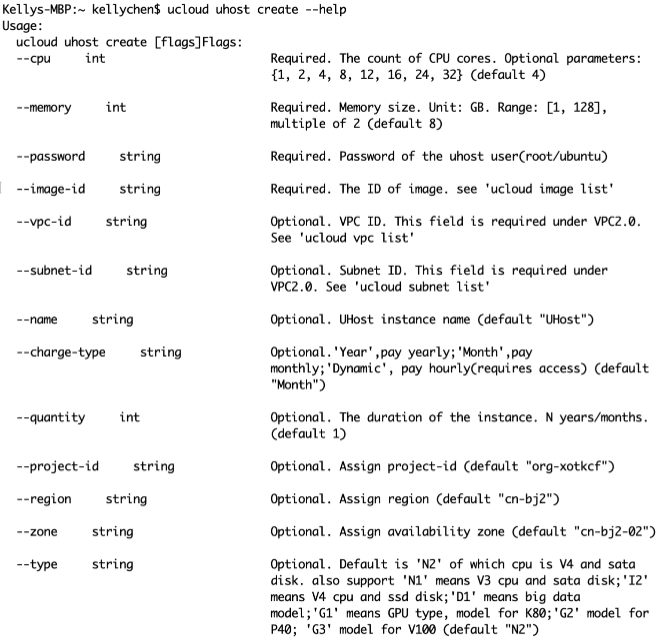 Kellys-MBP:~ kellychen$ ucloud uhost create --help
Usage:
ucloud uhost create [flags]Flags:
--cpu int Required. The count of CPU cores. Optional parameters:
{1, 2, 4, 8, 12, 16, 24, 32} (default 4)
--memory int Required. Memory size. Unit: GB. Range: [1, 128],
multiple of 2 (default 8)
--password string Required. Password of the uhost user(root/ubuntu)
--image-id string Required. The ID of image. see 'ucloud image list'
--vpc-id string Optional. VPC ID. This field is required under VPC2.0.
See 'ucloud vpc list'
--subnet-id string Optional. Subnet ID. This field is required under
VPC2.0. See 'ucloud subnet list'
--name string Optional. UHost instance name (default "UHost")
--charge-type string Optional.'Year',pay yearly;'Month',pay
monthly;'Dynamic', pay hourly(requires access) (default
"Month")
--quantity int Optional. The duration of the instance. N years/months.
(default 1)
--project-id string Optional. Assign project-id (default "org-xotkcf")
--region string Optional. Assign region (default "cn-bj2")
--zone string Optional. Assign availability zone (default "cn-bj2-02")
--type string Optional. Default is 'N2' of which cpu is V4 and sata
disk. also support 'N1' means V3 cpu and sata disk;'I2'
means V4 cpu and ssd disk;'D1' means big data
model;'G1' means GPU type, model for K80;'G2' model for
P40; 'G3' model for V100 (default "N2")